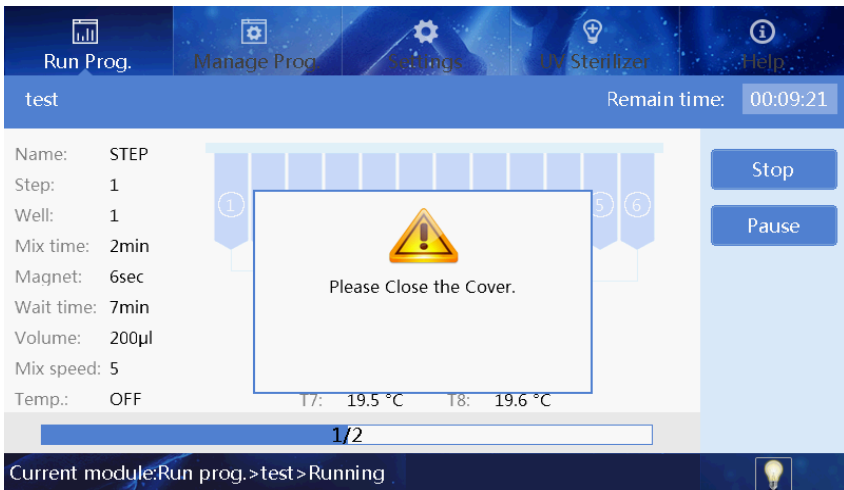 Run Prog.
Manage Prog.
Settings
UV Sterilizer
Help
test
Remain time: 00:09:21
Name: STEP
Step: 1
Well: 1
Mix time: 2min
Magnet: 6sec
Wait time: 7min
Volume: 200µl
Mix speed: 5
Temp.: OFF
1
5
6
Please Close the Cover.
T7: 19.5 °C T8: 19.6 °C
Stop
Pause
1/2
Current module:Run prog.>test>Running